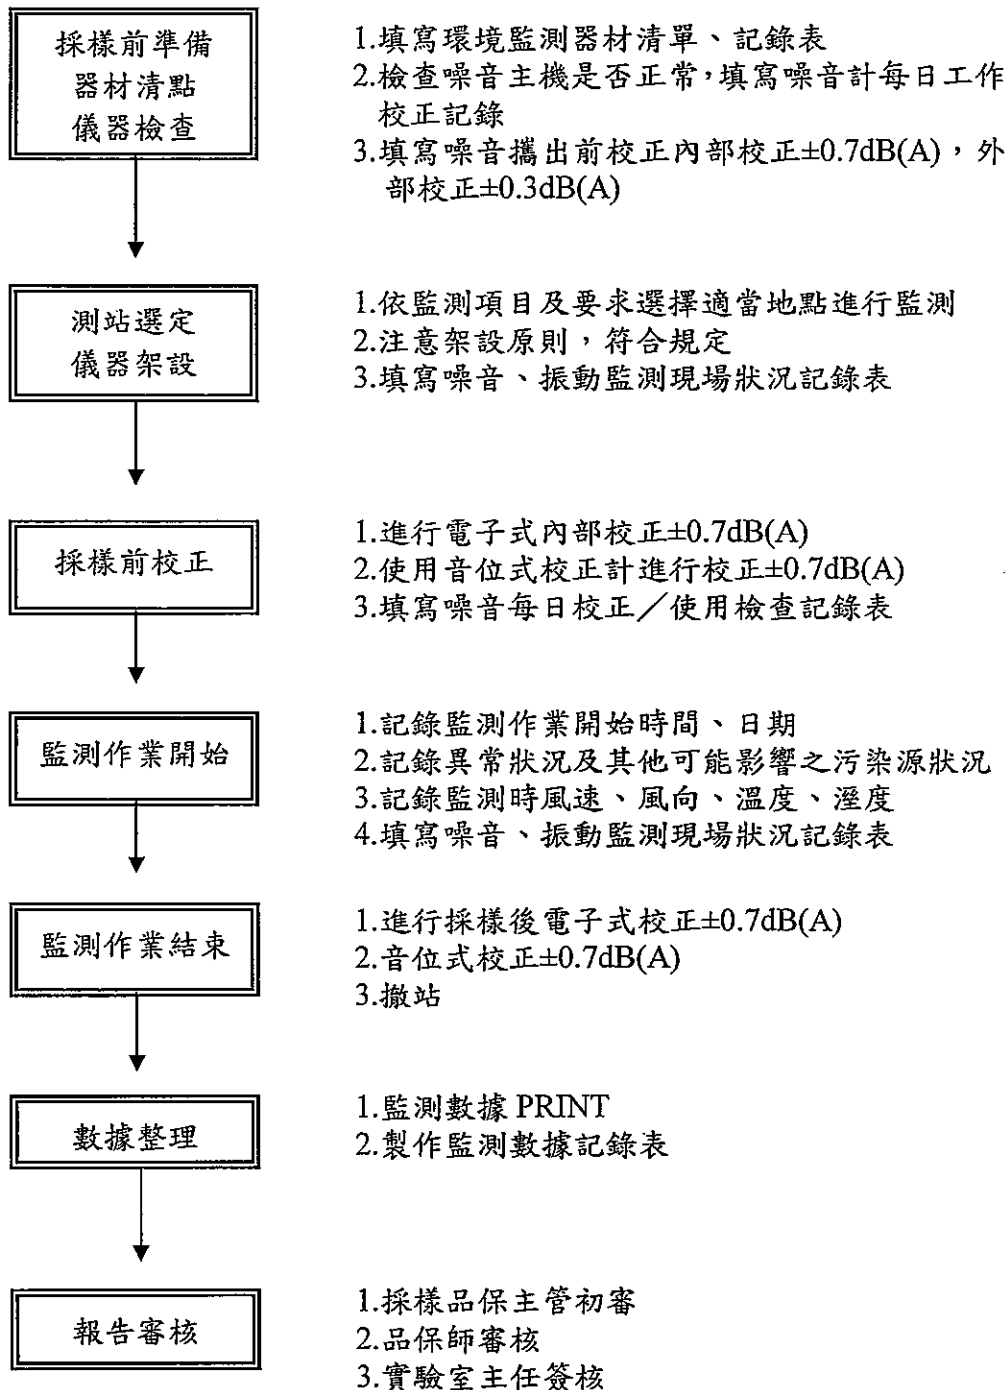 採樣前準備
器材清點
儀器檢查
1.填寫環境監測器材清單、記錄表
2.檢查噪音主機是否正常,填寫噪音計每日工作
校正記錄
3.填寫噪音攜出前校正內部校正±0.7dB(A),外
部校正±0.3dB(A)
測站選定
儀器架設
1.依監測項目及要求選擇適當地點進行監測
2.注意架設原則,符合規定
3.填寫噪音、振動監測現場狀況記錄表
採樣前校正
1.進行電子式內部校正±0.7dB(A)
2.使用音位式校正計進行校正±0.7dB(A)
3.填寫噪音每日校正/使用檢查記錄表
監測作業開始
1.記錄監測作業開始時間、日期
2.記錄異常狀況及其他可能影響之污染源狀況
3.記錄監測時風速、風向、溫度、溼度
4.填寫噪音、振動監測現場狀況記錄表
監測作業結束
1.進行採樣後電子式校正±0.7dB(A)
2.音位式校正±0.7dB(A)
3.撤站
數據整理
1.監測數據 PRINT
2.製作監測數據記錄表
報告審核
1.採樣品保主管初審
2.品保師審核
3.實驗室主任簽核